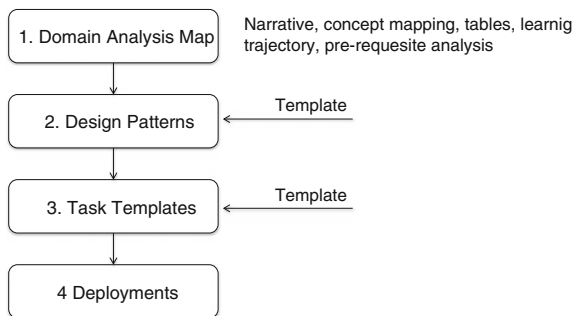 1. Domain Analysis Map
Narrative, concept mapping, tables, learnig
trajectory, pre-requesite analysis
2. Design Patterns
Template
3. Task Templates
Template
4 Deployments